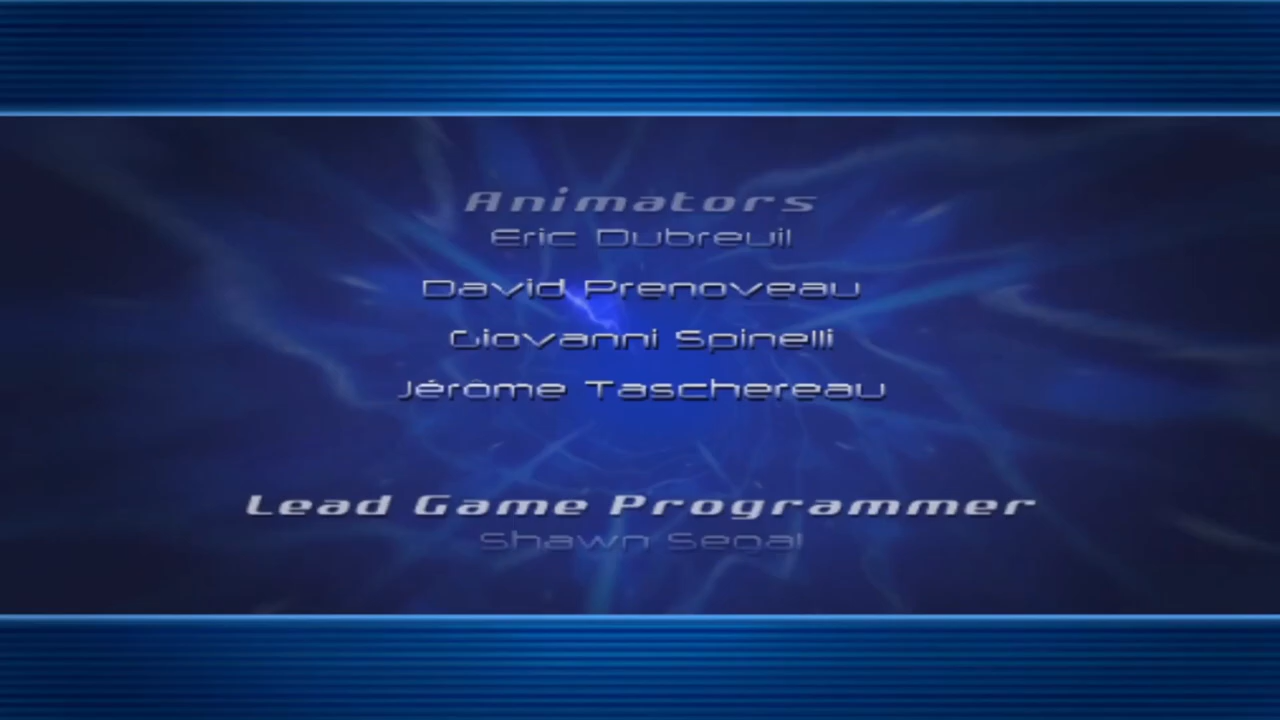 Animators
Eric Dubreuil
David Prenoveau
Giovanni Spinelli
Jérôme Taschereau
Lead Game Programmer
Shawn Segal